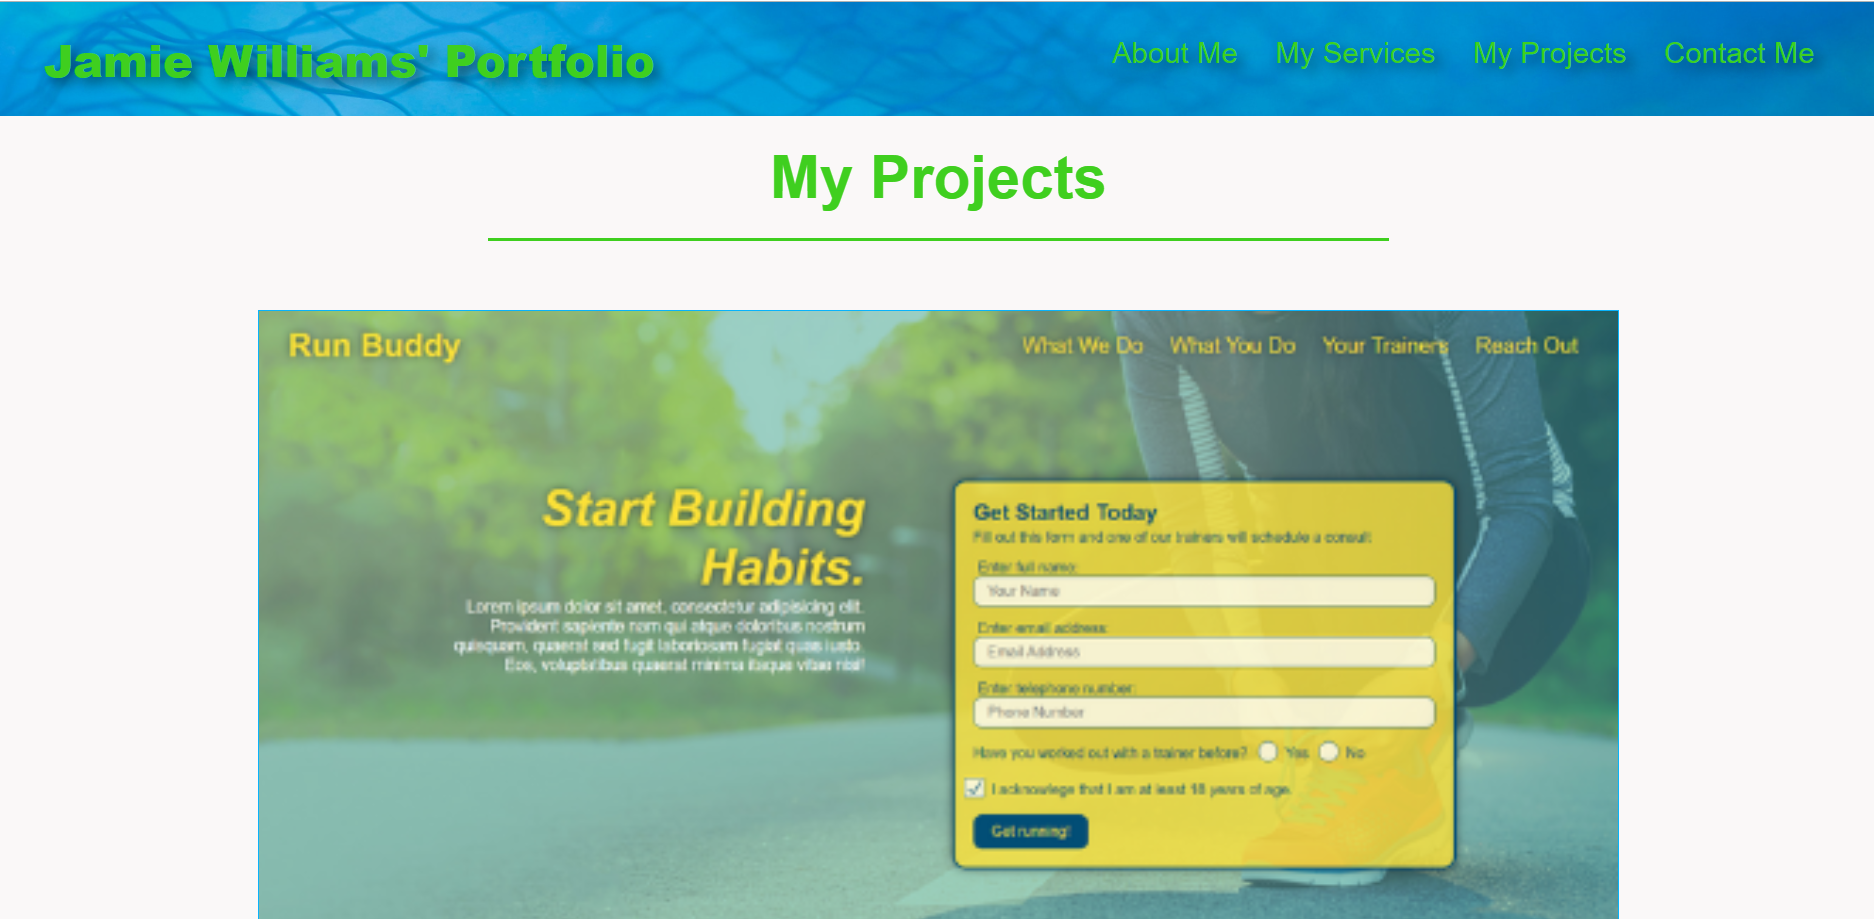 Jamie Williams' Portfolio
About Me My Services My Projects Contact Me
My Projects
Run Buddy
What We Do What You Do Your Trainers Reach Out
Start Building
Habits.
Lorem ipsum dolor sit amet, consectetur adipisicing elit.
Provident sapiente nam qui atque doloribus nostrum
quisquam, quaerat sed fugit laboriosam fugiat quas iusto.
Eos, voluptatibus quaerat minima itaque vitae nisi!
Get Started Today
Fill out this form and one of our trainers will schedule a consult
Enter full name:
Your Name
Enter email address:
Email Address
Enter telephone number:
Phone Number
Have you worked out with a trainer before? Yes No
I acknowlege that I am at least 18 years of age.
Get running!